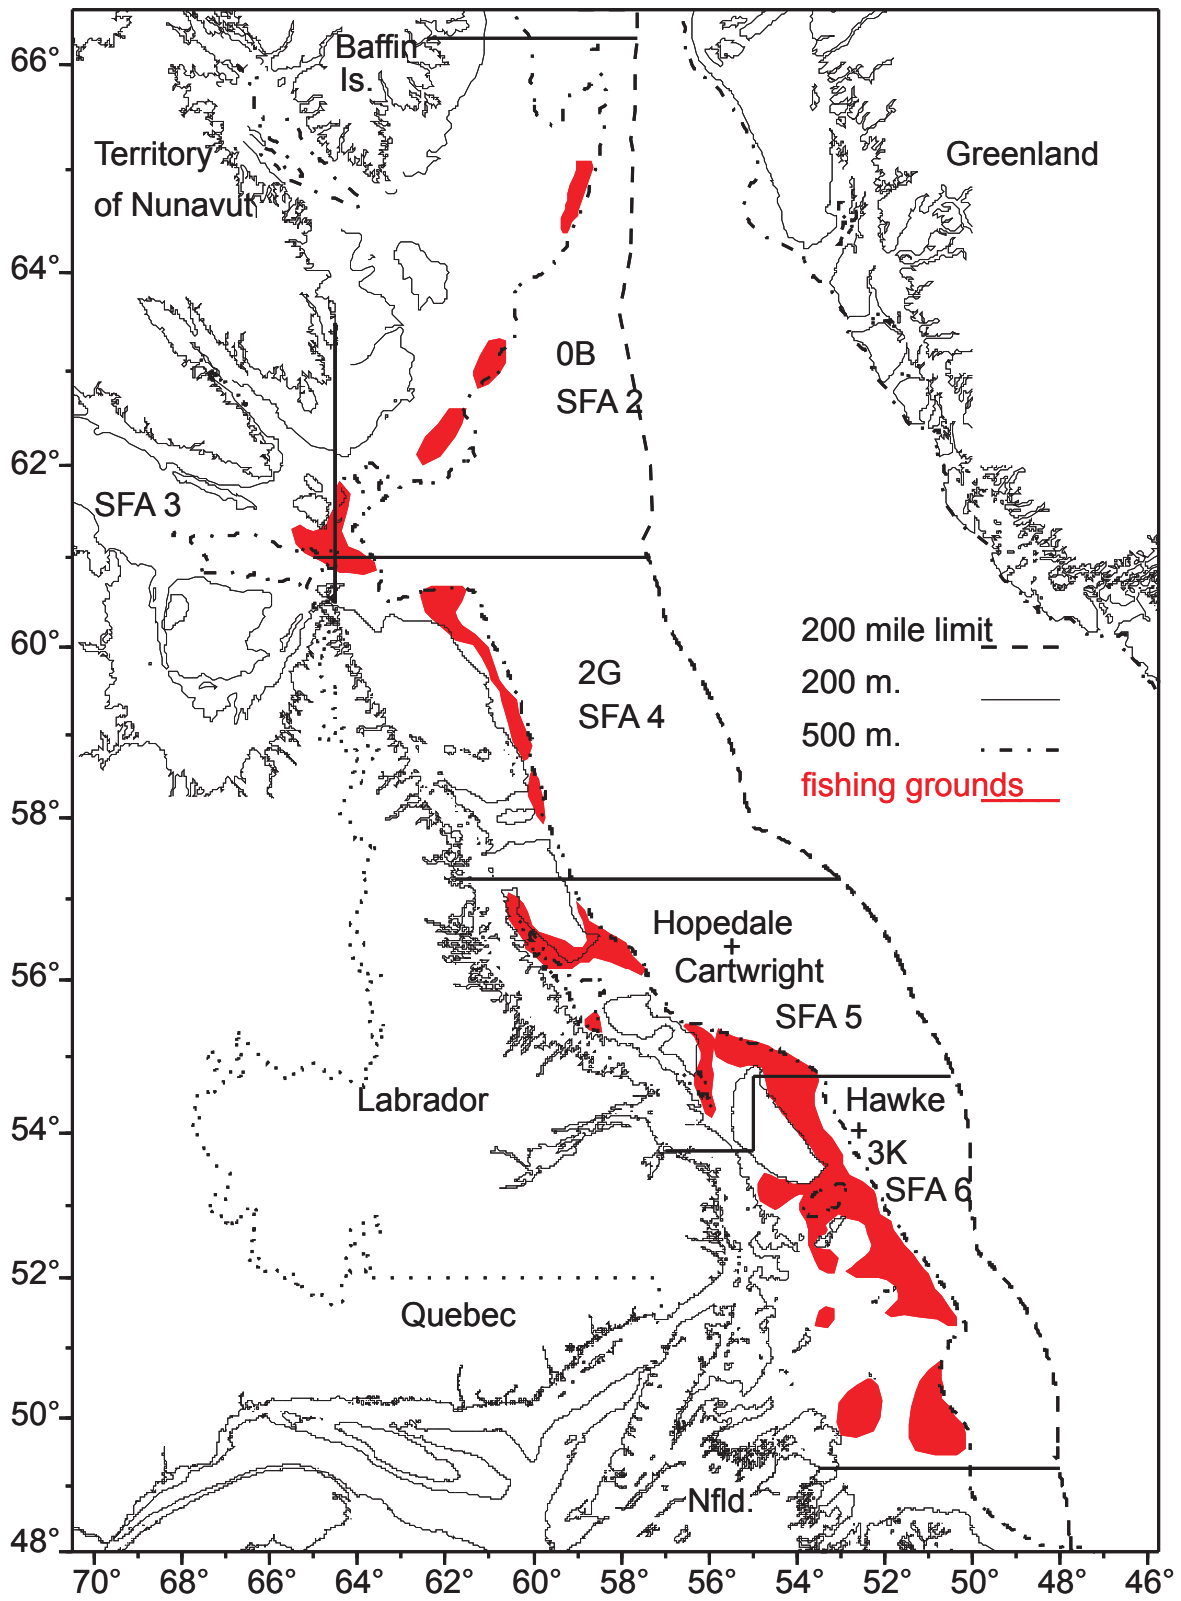 66°
Baffin
Is.
Territory
of Nunavut
Greenland
64°
0B
SFA 2
62°
SFA 3
60°
2G
SFA 4
200 mile limit
200 m.
500 m.
fishing grounds
58°
Hopedale
+
Cartwright
SFA 5
56°
Labrador
Hawke
+
3K
SFA 6
54°
52°
Quebec
50°
Nfld.
48°
70° 68° 66° 64° 62° 60° 58° 56° 54° 52° 50° 48° 46°